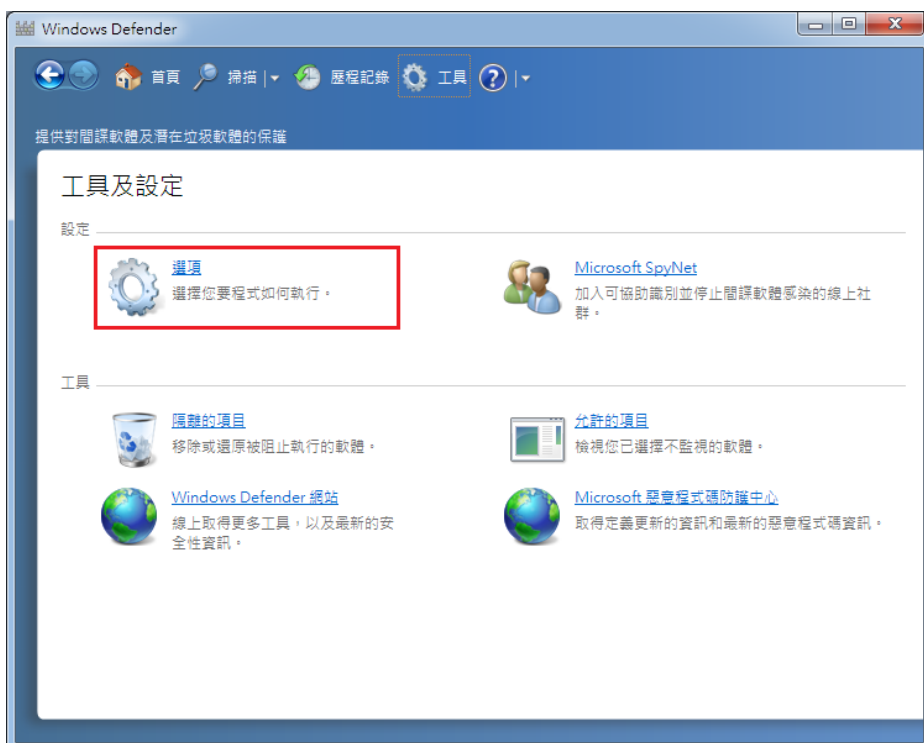 Windows Defender
首頁 掃描 歷程記錄 工具
提供對間諜軟體及潛在垃圾軟體的保護
工具及設定
設定
選項
選擇您要程式如何執行。
Microsoft SpyNet
加入可協助識別並停止間諜軟體感染的線上社
群。
工具
隔離的項目
移除或還原被阻止執行的軟體。
允許的項目
檢視您已選擇不監視的軟體。
Windows Defender 網站
線上取得更多工具，以及最新的安
全性資訊。
Microsoft 惡意程式碼防護中心
取得定義更新的資訊和最新的惡意程式碼資訊。